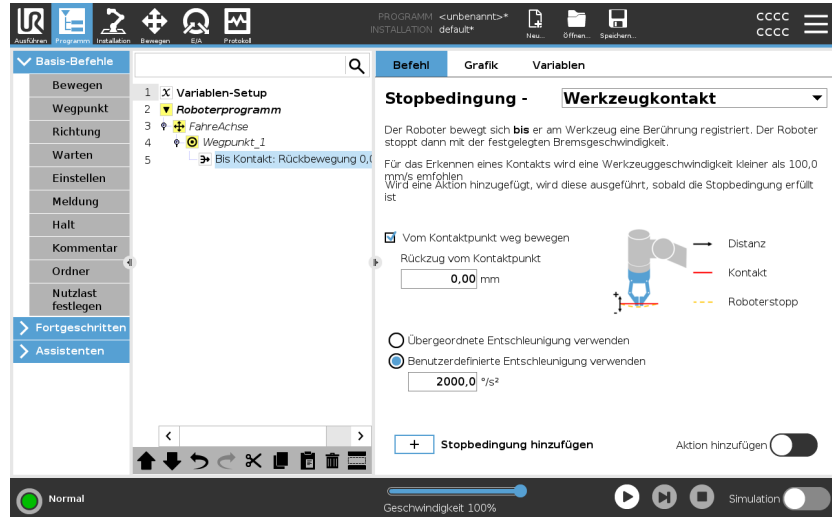 PROGRAMM <unbenannt>*
INSTALLATION default*
cccc
cccc
Ausführen Programm Installation Bewegen E/A Protokoll Neu... Öffnen... Speichern...
Basis-Befehle
Bewegen
Wegpunkt
Richtung
Warten
Einstellen
Meldung
Halt
Kommentar
Ordner
Nutzlast
festlegen
Fortgeschritten
Assistenten
1 X Variablen-Setup
2 Roboterprogramm
3 FahreAchse
4 Wegpunkt_1
5 Bis Kontakt: Rückbewegung 0,0
Befehl Grafik Variablen
Stopbedingung - Werkzeugkontakt
Der Roboter bewegt sich bis er am Werkzeug eine Berührung registriert. Der Roboter
stoppt dann mit der festgelegten Bremsgeschwindigkeit.
Für das Erkennen eines Kontakts wird eine Werkzeuggeschwindigkeit kleiner als 100,0
mm/s emfohlen
Wird eine Aktion hinzugefügt, wird diese ausgeführt, sobald die Stopbedingung erfüllt
ist
Vom Kontaktpunkt weg bewegen
Rückzug vom Kontaktpunkt
0,00 mm
+
-
Distanz
Kontakt
Roboterstopp
Übergeordnete Entschleunigung verwenden
Benutzerdefinierte Entschleunigung verwenden
2000,0 °/s²
+ Stopbedingung hinzufügen
Aktion hinzufügen
Normal
Geschwindigkeit 100%
Simulation